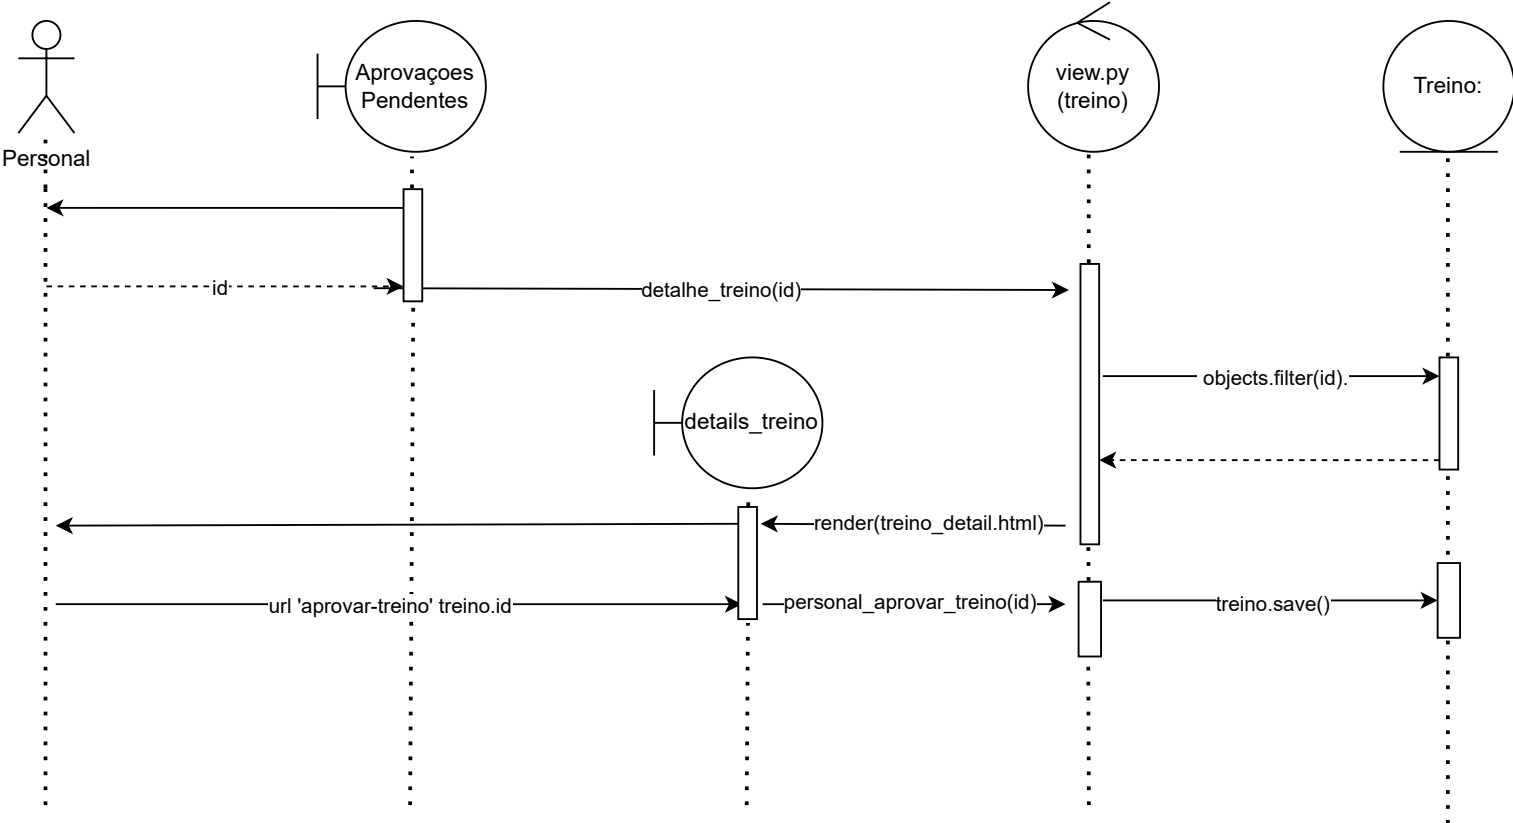 Aprovaçoes
Pendentes
view.py
(treino)
Treino:
Personal
id
detalhe_treino(id)
objects.filter(id).
details_treino
render(treino_detail.html)
url 'aprovar-treino' treino.id
personal_aprovar_treino(id)
treino.save()